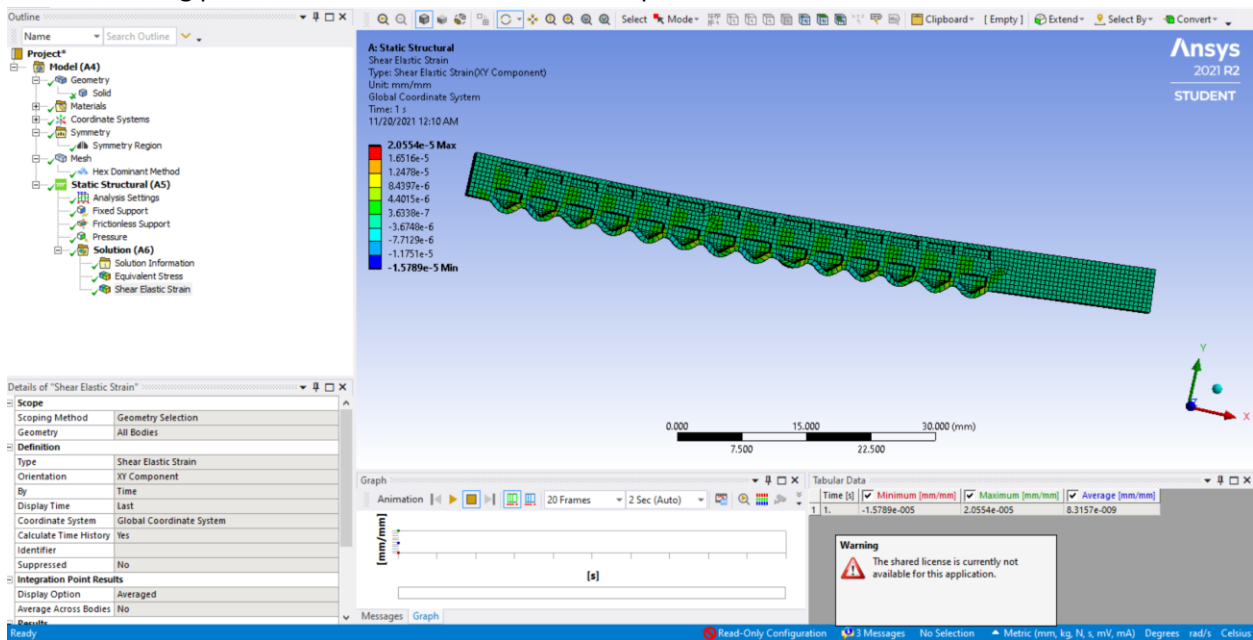 Outline
Name Search Outline
Project*
Model (A4)
Geometry
Solid
Materials
Coordinate Systems
Symmetry
Symmetry Region
Mesh
Hex Dominant Method
Static Structural (A5)
Analysis Settings
Fixed Support
Frictionless Support
Pressure
Solution (A6)
Solution Information
Equivalent Stress
Shear Elastic Strain
Select Mode Clipboard [ Empty ] Extend Select By Convert
A: Static Structural
Shear Elastic Strain
Type: Shear Elastic Strain(XY Component)
Unit: mm/mm
Global Coordinate System
Time: 1 s
11/20/2021 12:10 AM
2.0554e-5 Max
1.6516e-5
1.2478e-5
8.4397e-6
4.4015e-6
3.6338e-7
-3.6748e-6
-7.7129e-6
-1.1751e-5
-1.5789e-5 Min
Ansys
2021 R2
STUDENT
Y
X
0.000 15.000 30.000 (mm)
7.500 22.500
Details of "Shear Elastic Strain"
Scope
Scoping Method Geometry Selection
Geometry All Bodies
Definition
Type Shear Elastic Strain
Orientation XY Component
By Time
Display Time Last
Coordinate System Global Coordinate System
Calculate Time History Yes
Identifier
Suppressed No
Integration Point Results
Display Option Averaged
Average Across Bodies No
Results
Graph
Animation 20 Frames 2 Sec (Auto)
[mm/mm]
[s]
Messages Graph
Tabular Data
Time [s] Minimum [mm/mm] Maximum [mm/mm] Average [mm/mm]
1 1. -1.5789e-005 2.0554e-005 8.3157e-009
Warning
The shared license is currently not
available for this application.
Ready Read-Only Configuration 3 Messages No Selection Metric (mm, kg, N, s, mV, mA) Degrees rad/s Celsius